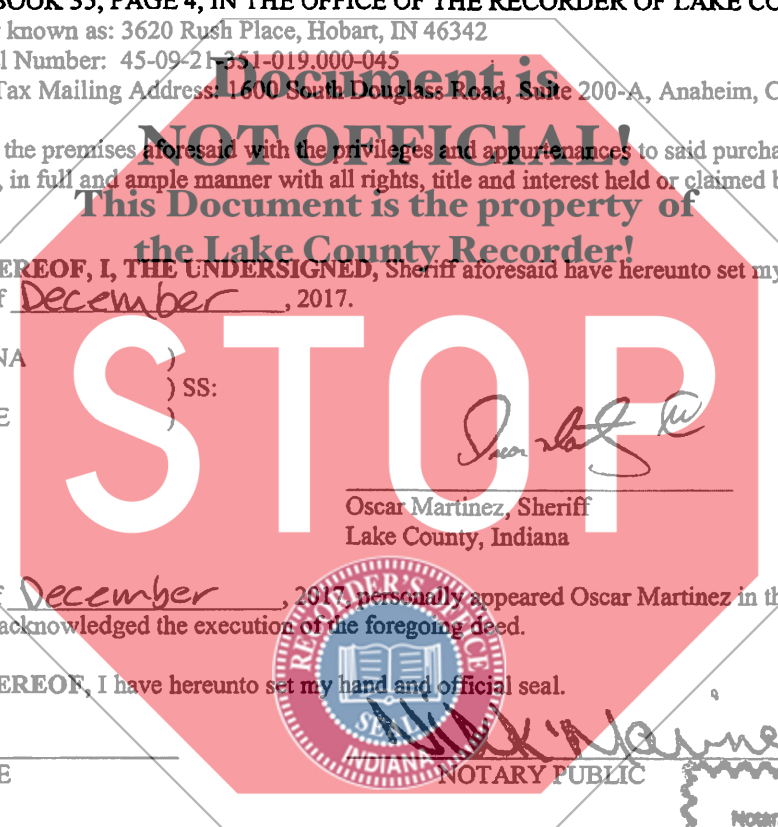 BOOK 35, PAGE 4, IN THE OFFICE OF THE RECORDER OF LAKE CO
known as: 3620 Rush Place, Hobart, IN 46342
l Number: 45-09-21-351-019.000-045
Tax Mailing Address: 1600 South Douglass Road, Suite 200-A, Anaheim, C
Document is
NOT OFFICIAL!
the premises aforesaid with the privileges and appurtenances to said purcha
, in full and ample manner with all rights, title and interest held or claimed b
This Document is the property of
the Lake County Recorder!
EREOF, I, THE UNDERSIGNED, Sheriff aforesaid have hereunto set my
f December, 2017.
NA )
) SS:
E )
STOP
Oscar Martinez, Sheriff
Lake County, Indiana
f December, 2017, personally appeared Oscar Martinez in th
acknowledged the execution of the foregoing deed.
RECORDER'S OFFICE
SEAL
INDIANA
EREOF, I have hereunto set my hand and official seal.
E NOTARY PUBLIC